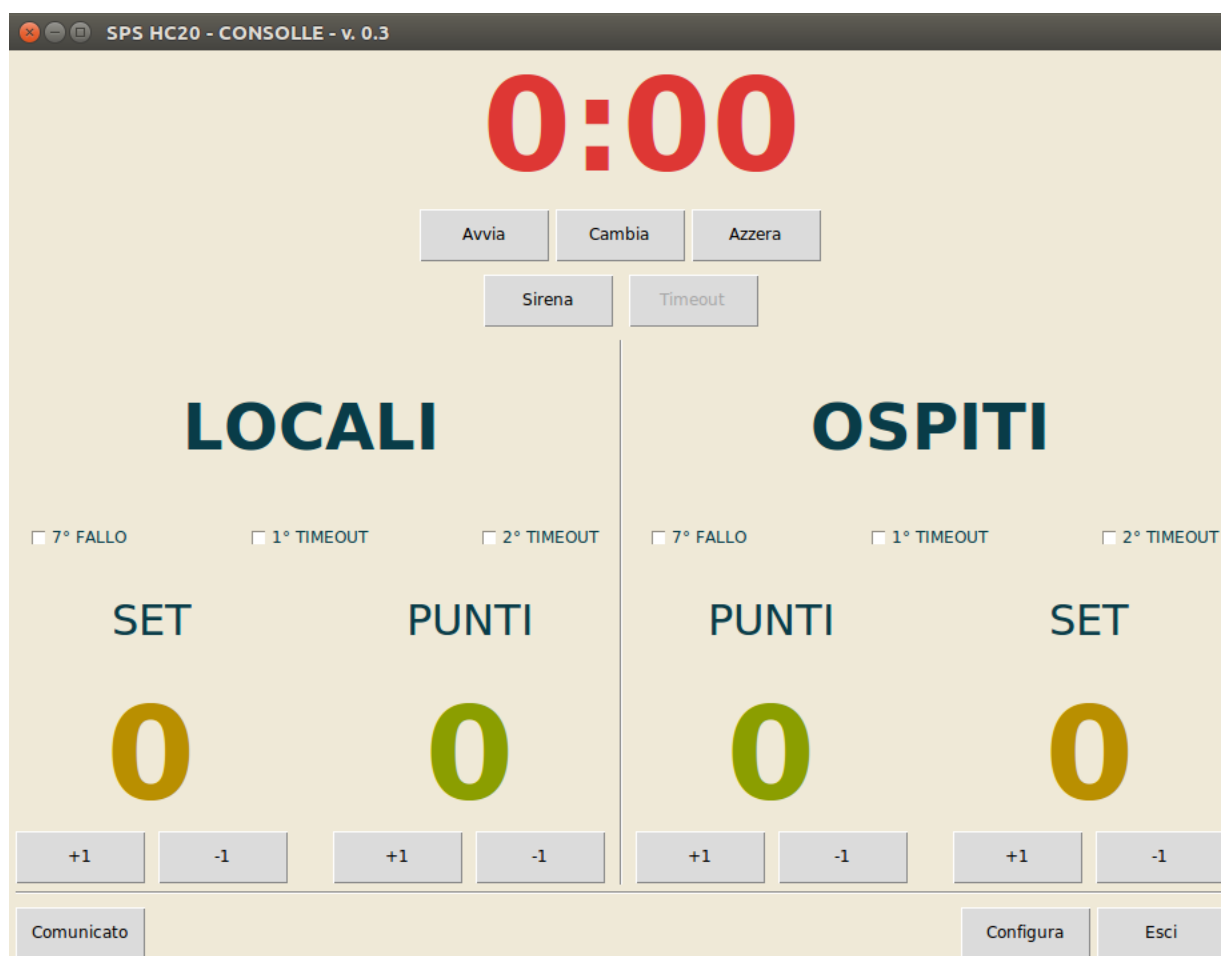 SPS HC20 - CONSOLLE - v. 0.3
0:00
Avvia Cambia Azzera
Sirena Timeout
LOCALI OSPITI
7° FALLO 1° TIMEOUT 2° TIMEOUT 7° FALLO 1° TIMEOUT 2° TIMEOUT
SET PUNTI PUNTI SET
0 0 0 0
+1 -1 +1 -1 +1 -1 +1 -1
Comunicato Configura Esci